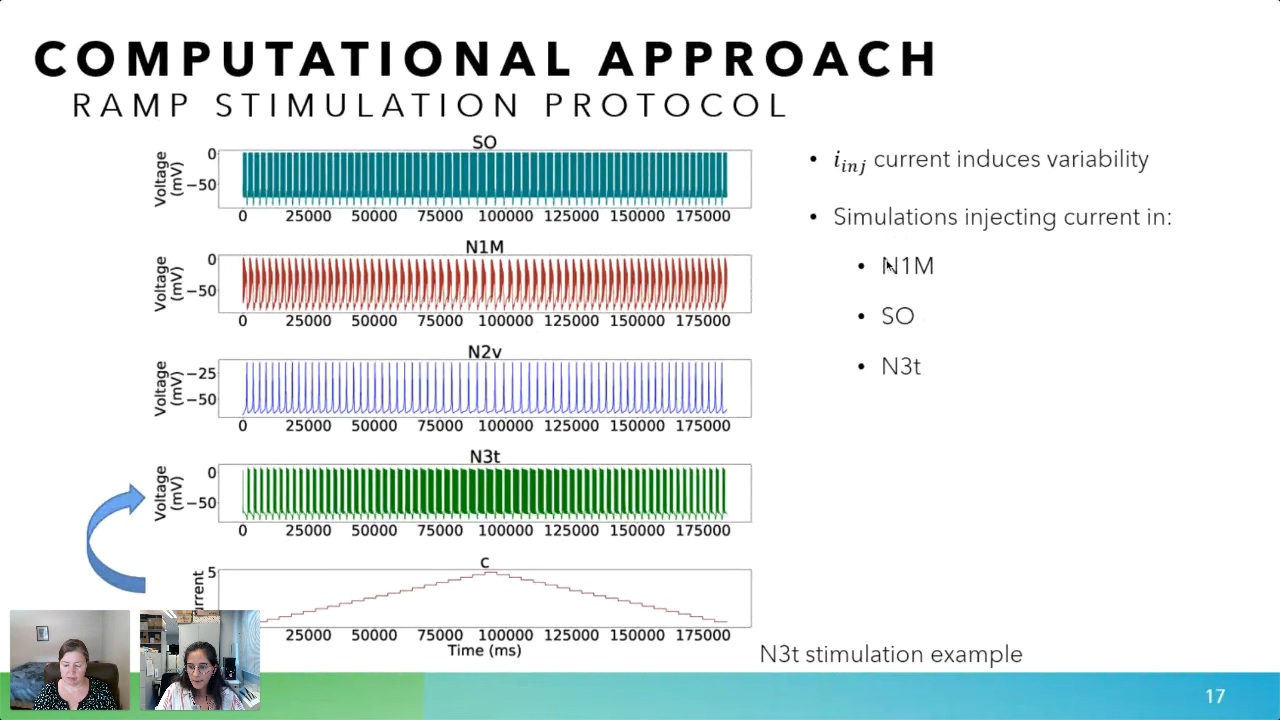 COMPUTATIONAL APPROACH
RAMP STIMULATION PROTOCOL
SO
Voltage (mV)
0
−50
0 25000 50000 75000 100000 125000 150000 175000
N1M
Voltage (mV)
0
−50
0 25000 50000 75000 100000 125000 150000 175000
N2v
Voltage (mV)
−25
−50
0 25000 50000 75000 100000 125000 150000 175000
N3t
Voltage (mV)
0
−50
0 25000 50000 75000 100000 125000 150000 175000
c
5
25000 50000 75000 100000 125000 150000 175000
Time (ms)
• i_inj current induces variability
• Simulations injecting current in:
• N1M
• SO
• N3t
N3t stimulation example
17